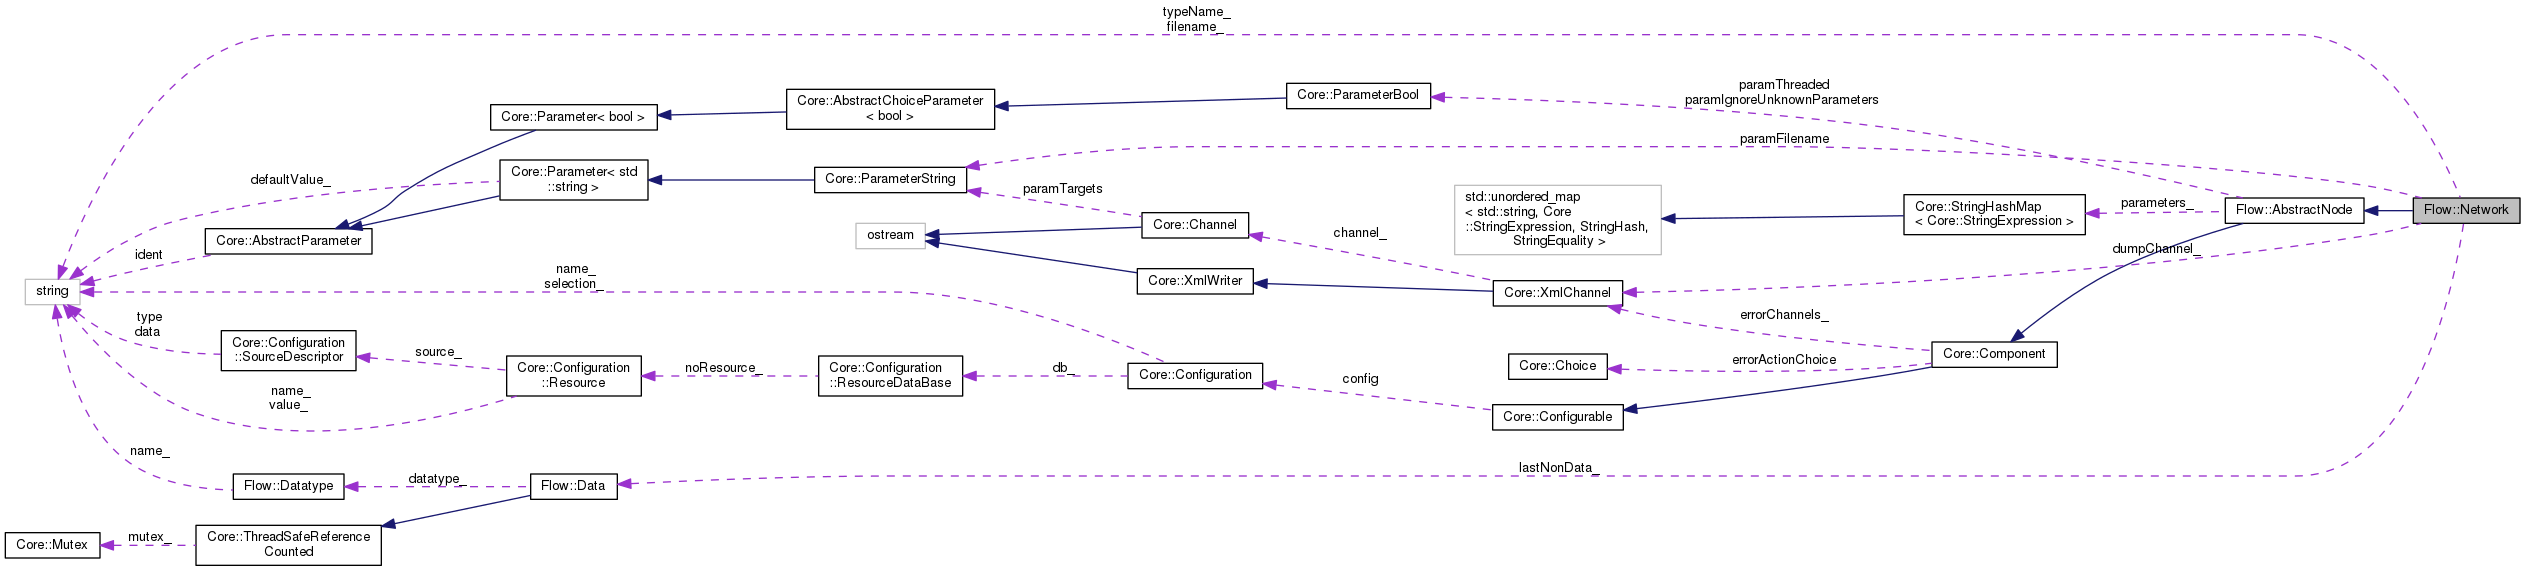 typeName_
filename_
paramThreaded
paramIgnoreUnknownParameters
Core::ParameterBool
Core::AbstractChoiceParameter
< bool >
Core::Parameter< bool >
paramFilename
defaultValue_
Core::Parameter< std
::string >
Core::ParameterString
paramTargets
std::unordered_map
< std::string, Core
::StringExpression, StringHash,
StringEquality >
Core::StringHashMap
< Core::StringExpression >
parameters_
Flow::AbstractNode
Flow::Network
ostream
Core::Channel
channel_
dumpChannel_
Core::AbstractParameter
ident
name_
selection_
Core::XmlWriter
Core::XmlChannel
string
type
data
Core::Configuration
::SourceDescriptor
source_
errorChannels_
Core::Component
errorActionChoice
Core::Choice
Core::Configuration
::Resource
noResource_
Core::Configuration
::ResourceDataBase
db_
Core::Configuration
config
name_
value_
Core::Configurable
name_
lastNonData_
Flow::Datatype
datatype_
Flow::Data
Core::Mutex
mutex_
Core::ThreadSafeReference
Counted